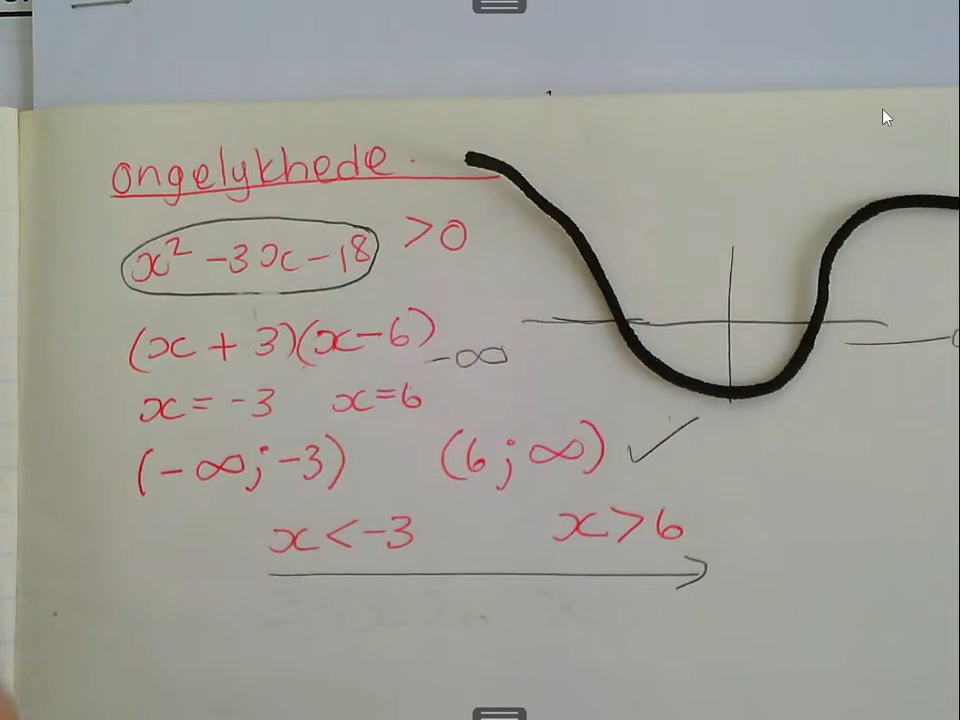 ongelykhede.
x² - 3x - 18 > 0
(x + 3)(x - 6)
-∞
x = -3 x = 6
(-∞; -3) (6; ∞) ✓
x < -3 x > 6